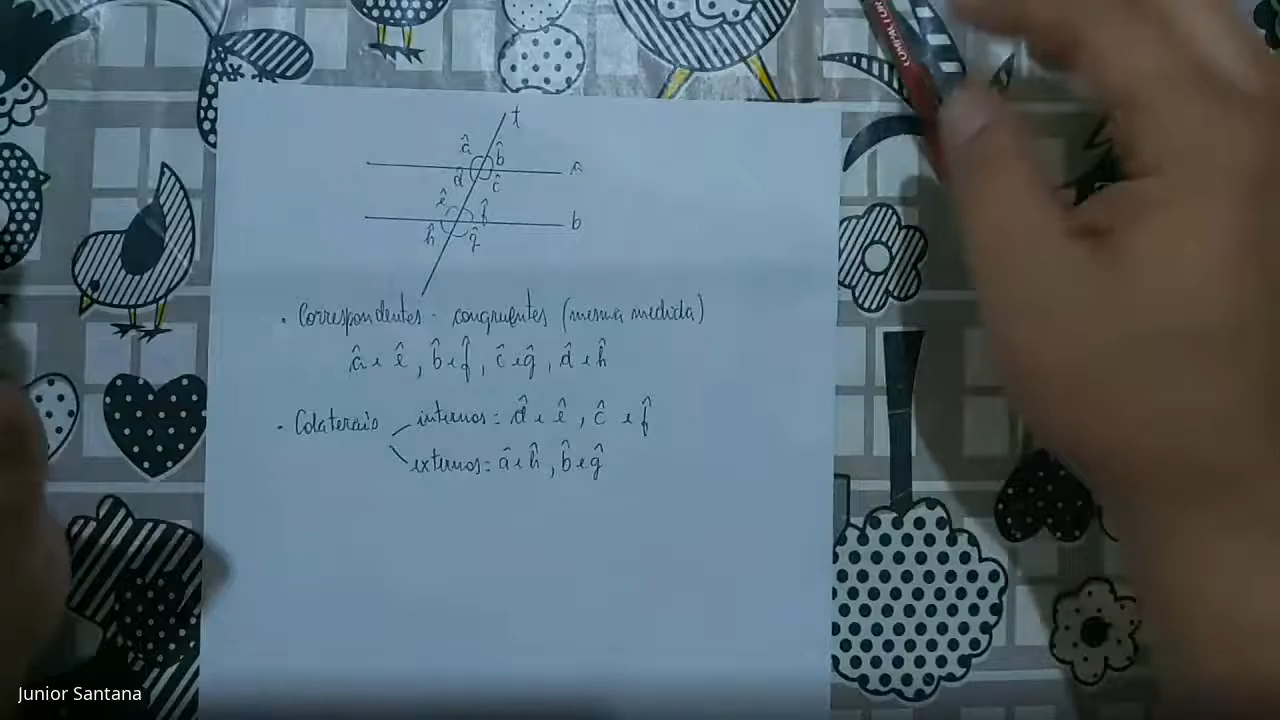 t
â b̂ a
d ĉ
ê f̂ b
ĥ ĝ
. Correspondentes - congruentes (mesma medida)
â e ê, b̂ e f̂, ĉ e ĝ, d̂ e ĥ
. Colaterais internos: d̂ e ê, ĉ e f̂
externos: â e ĥ, b̂ e ĝ
Junior Santana